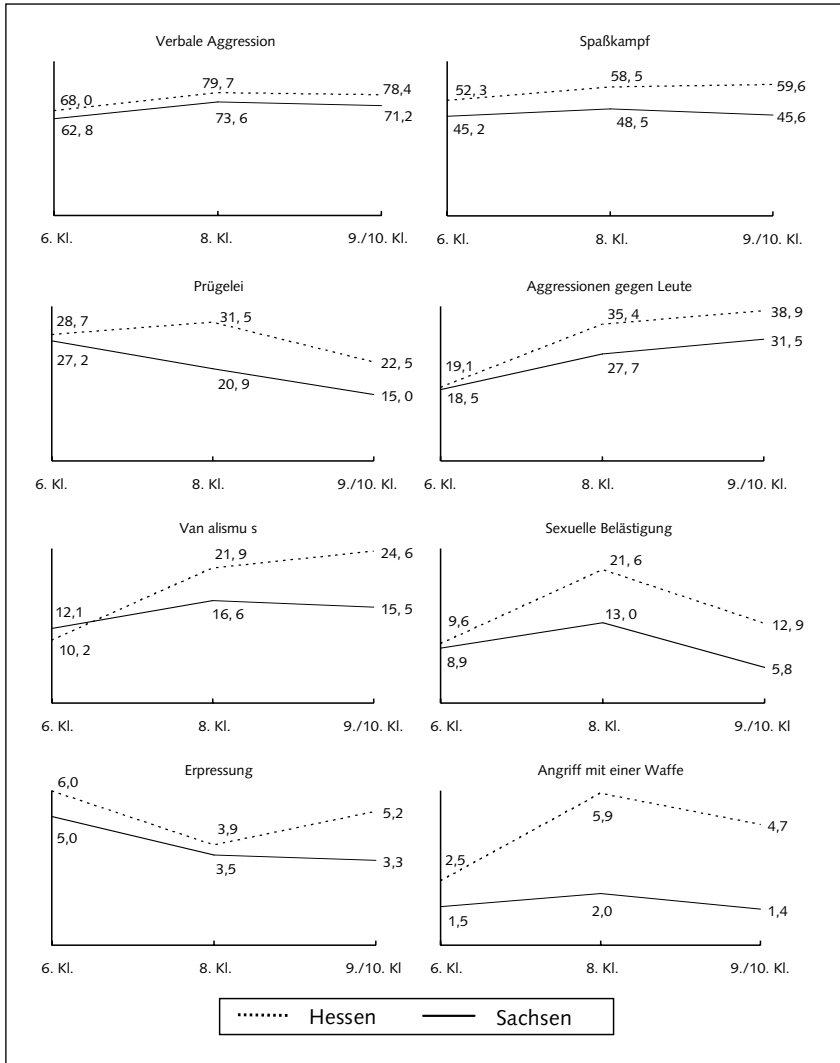 Verbale Aggression
68, 0
79, 7
78,4
62, 8
73, 6
71,2
6. Kl.
8. Kl.
9./10. Kl.
Spaßkampf
52, 3
58, 5
59,6
45, 2
48, 5
45,6
6. Kl.
8. Kl.
9./10. Kl.
Prügelei
28, 7
31, 5
22, 5
27, 2
20, 9
15, 0
6. Kl.
8. Kl.
9./10. Kl.
Aggressionen gegen Leute
19,1
35, 4
38, 9
18, 5
27, 7
31, 5
6. Kl.
8. Kl.
9./10. Kl.
Van alismu s
12,1
21, 9
24, 6
10, 2
16, 6
15, 5
6. Kl.
8. Kl.
9./10. Kl.
Sexuelle Belästigung
9,6
21, 6
12, 9
8,9
13, 0
5,8
6. Kl.
8. Kl.
9./10. Kl
Erpressung
6,0
3,9
5,2
5,0
3,5
3,3
6. Kl.
8. Kl.
9./10. Kl
Angriff mit einer Waffe
2,5
5,9
4,7
1,5
2,0
1,4
6. Kl.
8. Kl.
9./10. Kl.
Hessen Sachsen